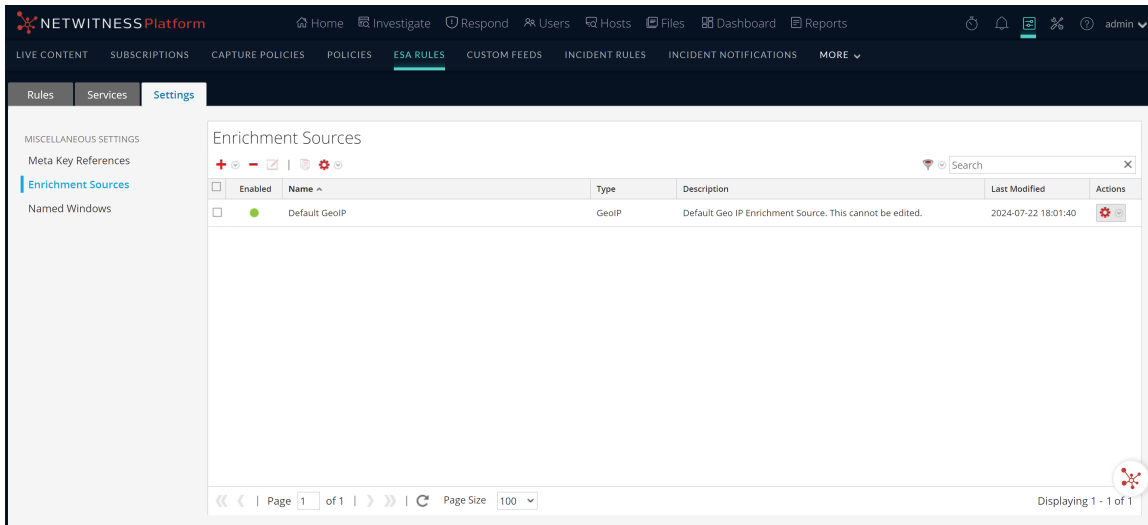 NETWITNESS Platform Home Investigate Respond Users Hosts Files Dashboard Reports admin
LIVE CONTENT SUBSCRIPTIONS CAPTURE POLICIES POLICIES ESA RULES CUSTOM FEEDS INCIDENT RULES INCIDENT NOTIFICATIONS MORE
Rules Services Settings
MISCELLANEOUS SETTINGS
Meta Key References
Enrichment Sources
Named Windows
Enrichment Sources
Search
Enabled Name Type Description Last Modified Actions
Default GeoIP GeoIP Default Geo IP Enrichment Source. This cannot be edited. 2024-07-22 18:01:40
Page 1 of 1 Page Size 100 Displaying 1 - 1 of 1